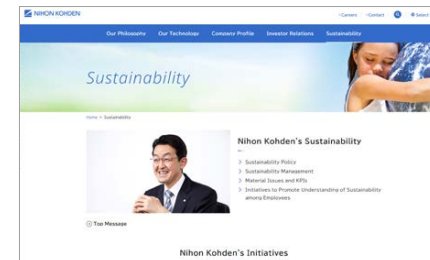 NIHON KOHDEN
Careers
Contact
Select
Our Philosophy Our Technology Company Profile Investor Relations Sustainability
Sustainability
Home > Sustainability
Nihon Kohden's Sustainability
> Sustainability Policy
> Sustainability Management
> Material Issues and KPIs
> Initiatives to Promote Understanding of Sustainability
among Employees
Top Message
Nihon Kohden's Initiatives